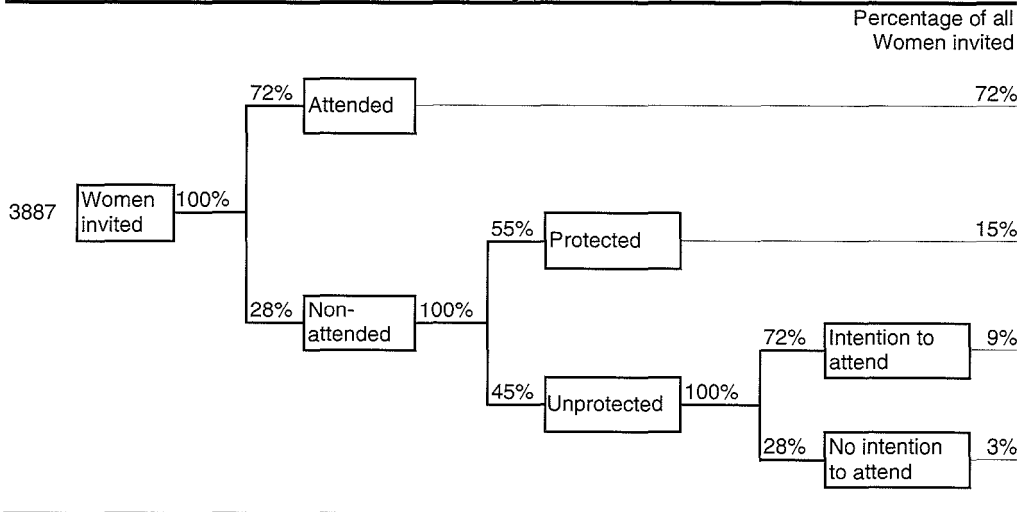 Percentage of all
Women invited
72%
Attended
72%
3887
Women
invited
100%
55%
Protected
15%
28%
Non-
attended
100%
72%
Intention to
attend
9%
45%
Unprotected
100%
28%
No intention
to attend
3%